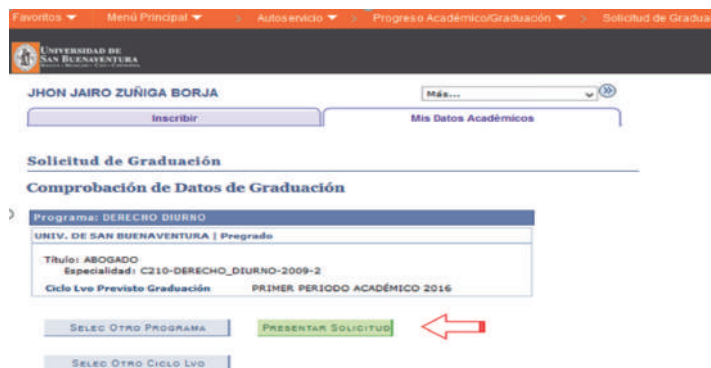 Favoritos Menú Principal > Autoservicio > Progreso Académico/Graduación > Solicitud de Gradua
UNIVERSIDAD DE
SAN BUENAVENTURA
JHON JAIRO ZUÑIGA BORJA Más...
Inscribir Mis Datos Académicos
Solicitud de Graduación
Comprobación de Datos de Graduación
Programa: DERECHO DIURNO
UNIV. DE SAN BUENAVENTURA | Pregrado
Título: ABOGADO
Especialidad: C210-DERECHO_DIURNO-2009-2
Ciclo Lvo Previsto Graduación PRIMER PERIODO ACADÉMICO 2016
SELEC OTRO PROGRAMA PRESENTAR SOLICITUD
SELEC OTRO CICLO LVO